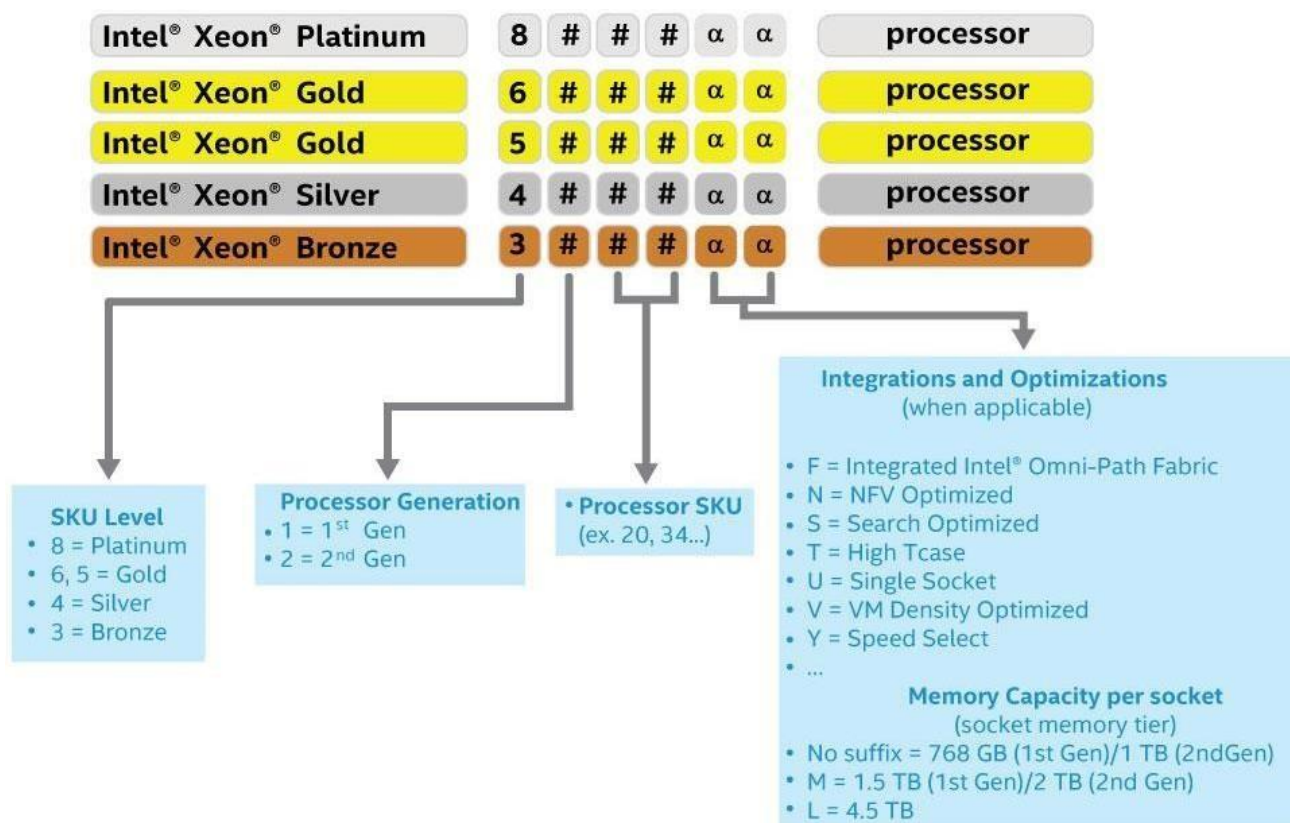 Intel® Xeon® Platinum 8 # # # α α processor
Intel® Xeon® Gold 6 # # # α α processor
Intel® Xeon® Gold 5 # # # α α processor
Intel® Xeon® Silver 4 # # # α α processor
Intel® Xeon® Bronze 3 # # # α α processor
SKU Level
• 8 = Platinum
• 6, 5 = Gold
• 4 = Silver
• 3 = Bronze
Processor Generation
• 1 = 1st Gen
• 2 = 2nd Gen
• Processor SKU
(ex. 20, 34...)
Integrations and Optimizations
(when applicable)
• F = Integrated Intel® Omni-Path Fabric
• N = NFV Optimized
• S = Search Optimized
• T = High Tcase
• U = Single Socket
• V = VM Density Optimized
• Y = Speed Select
• ...
Memory Capacity per socket
(socket memory tier)
• No suffix = 768 GB (1st Gen)/1 TB (2ndGen)
• M = 1.5 TB (1st Gen)/2 TB (2nd Gen)
• L = 4.5 TB